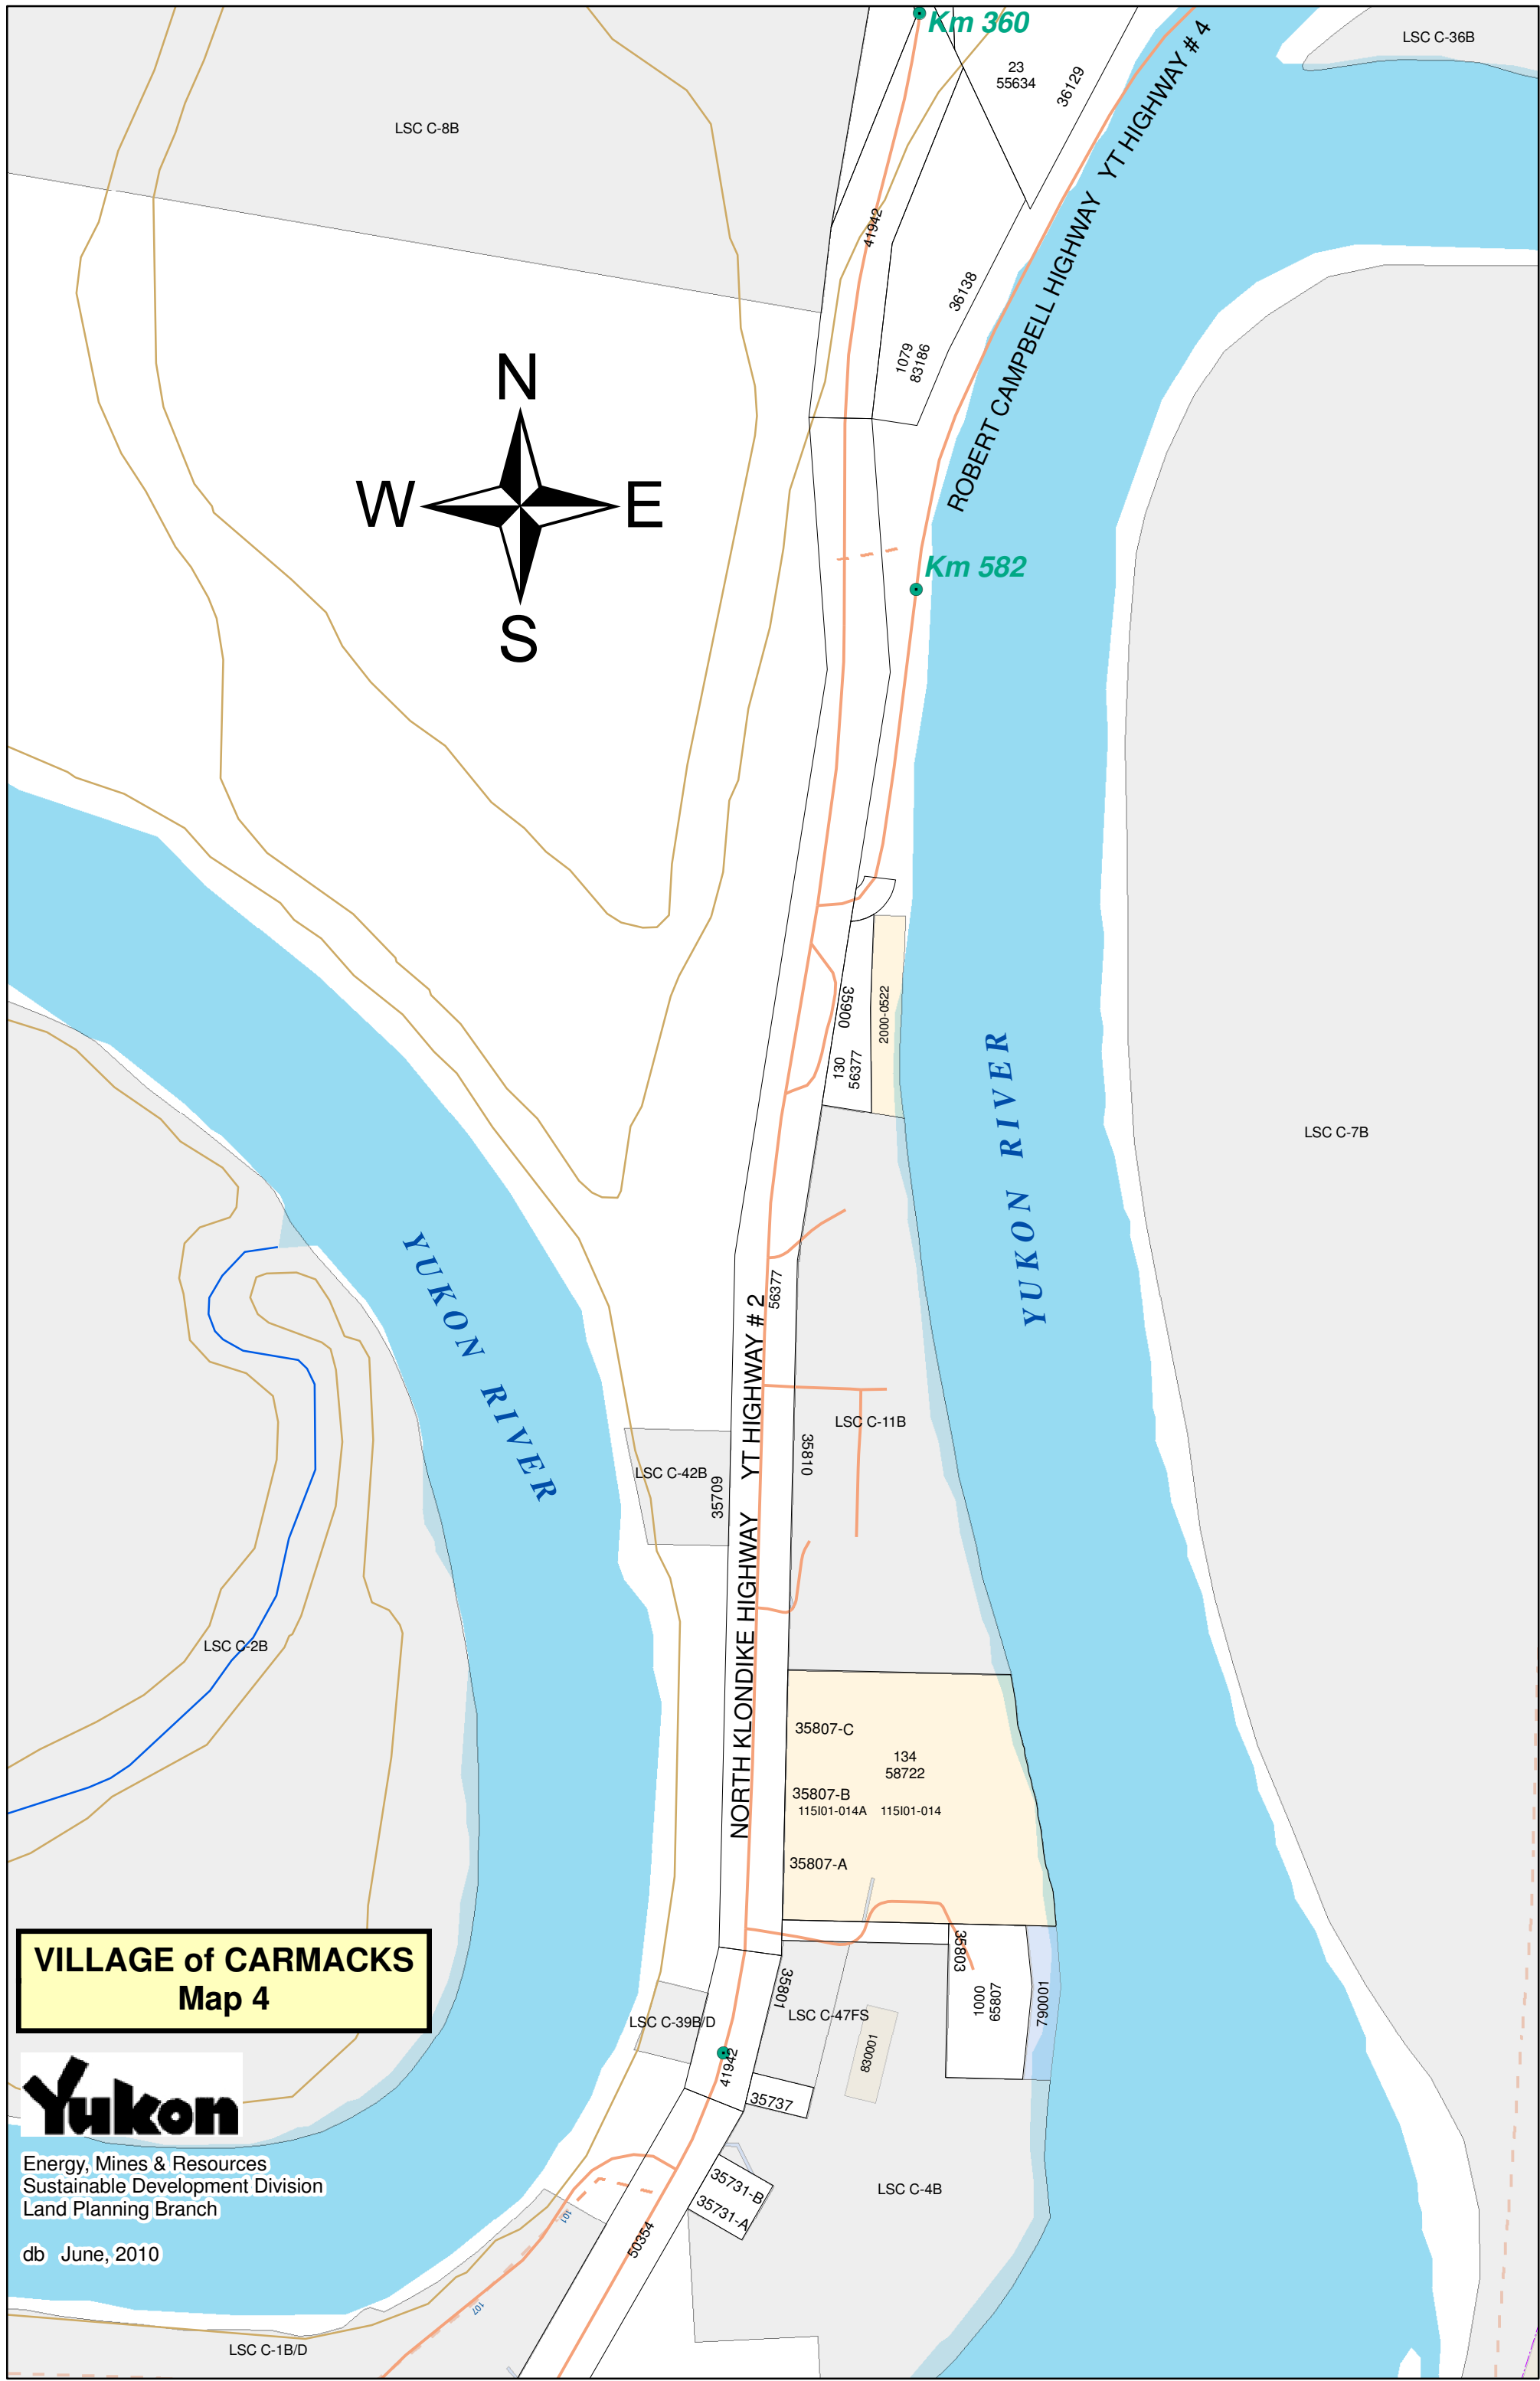 Km 360
LSC C-36B
23
55634
36129
YT HIGHWAY # 4
LSC C-8B
41942
ROBERT CAMPBELL HIGHWAY
36138
1079
83186
N
W
E
S
Km 582
35900
2000-0522
130
56377
YUKON RIVER
LSC C-7B
YUKON RIVER
56377
NORTH KLONDIKE HIGHWAY YT HIGHWAY # 2
LSC C-11B
35810
LSC C-42B
35709
LSC C-2B
35807-C
134
58722
35807-B
115I01-014A
115I01-014
35807-A
VILLAGE of CARMACKS
Map 4
35803
35801
1000
65807
790001
LSC C-47FS
LSC C-39B/D
830001
41942
35737
Yukon
Energy, Mines & Resources
Sustainable Development Division
Land Planning Branch
db June, 2010
35731-B
35731-A
LSC C-4B
101
50354
107
LSC C-1B/D